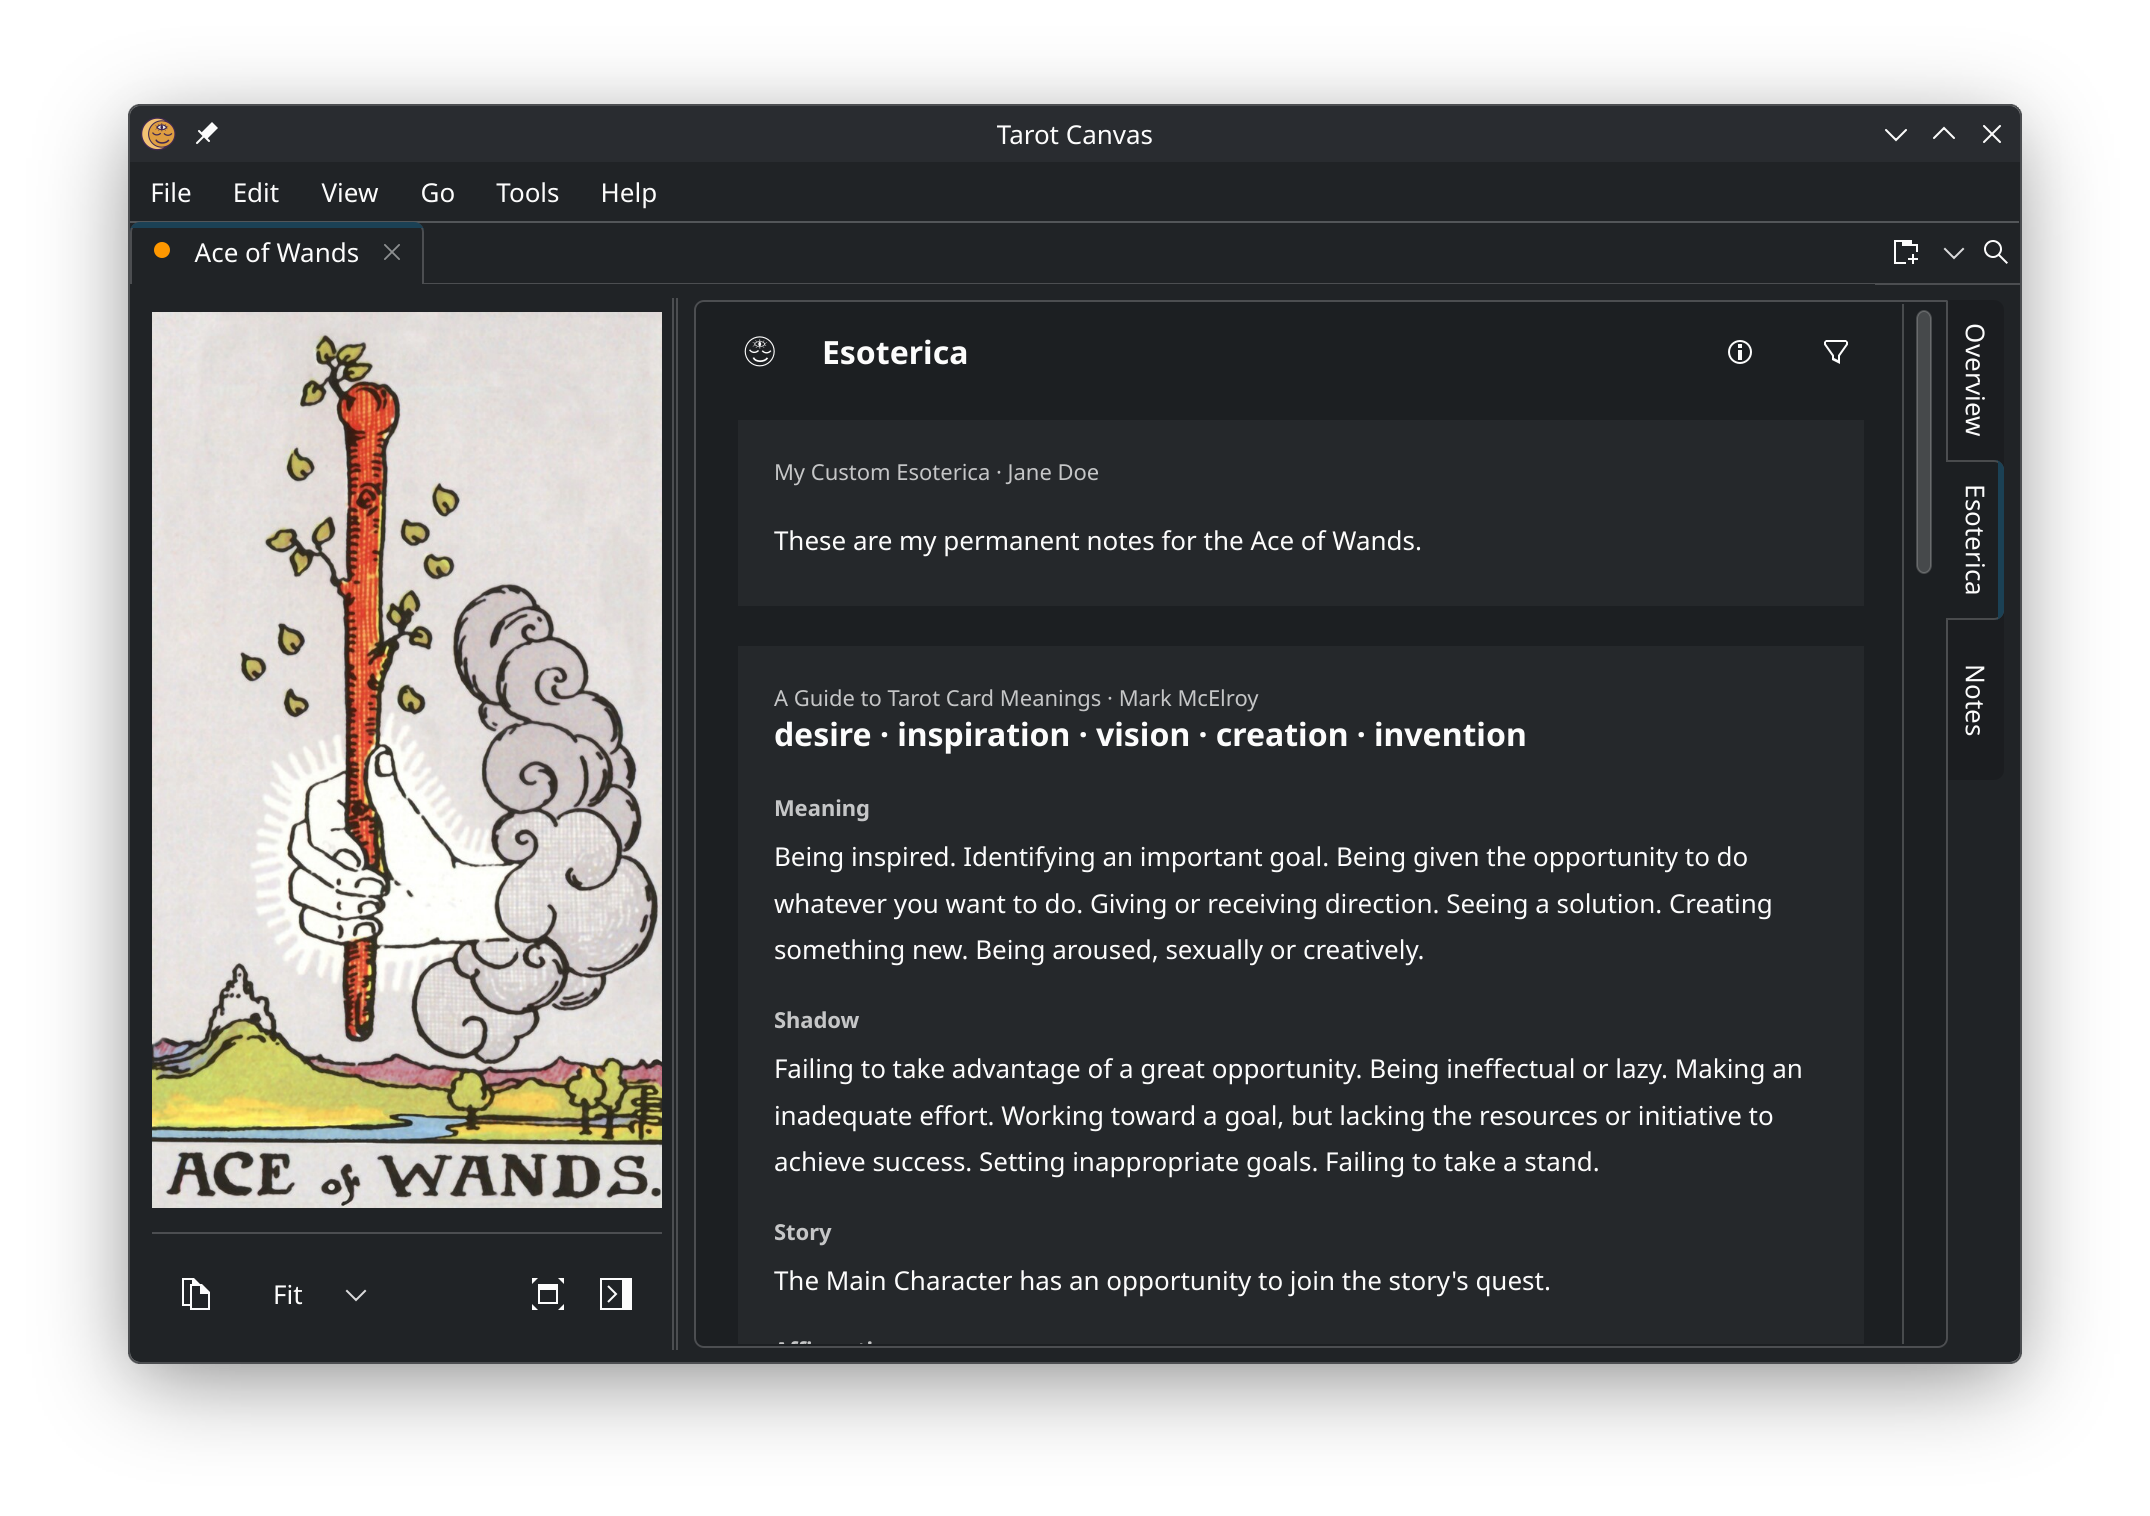 Tarot Canvas
File Edit View Go Tools Help
Ace of Wands
ACE of WANDS.
Fit
Esoterica
My Custom Esoterica · Jane Doe
These are my permanent notes for the Ace of Wands.
A Guide to Tarot Card Meanings · Mark McElroy
desire · inspiration · vision · creation · invention
Meaning
Being inspired. Identifying an important goal. Being given the opportunity to do
whatever you want to do. Giving or receiving direction. Seeing a solution. Creating
something new. Being aroused, sexually or creatively.
Shadow
Failing to take advantage of a great opportunity. Being ineffectual or lazy. Making an
inadequate effort. Working toward a goal, but lacking the resources or initiative to
achieve success. Setting inappropriate goals. Failing to take a stand.
Story
The Main Character has an opportunity to join the story's quest.
Overview
Esoterica
Notes